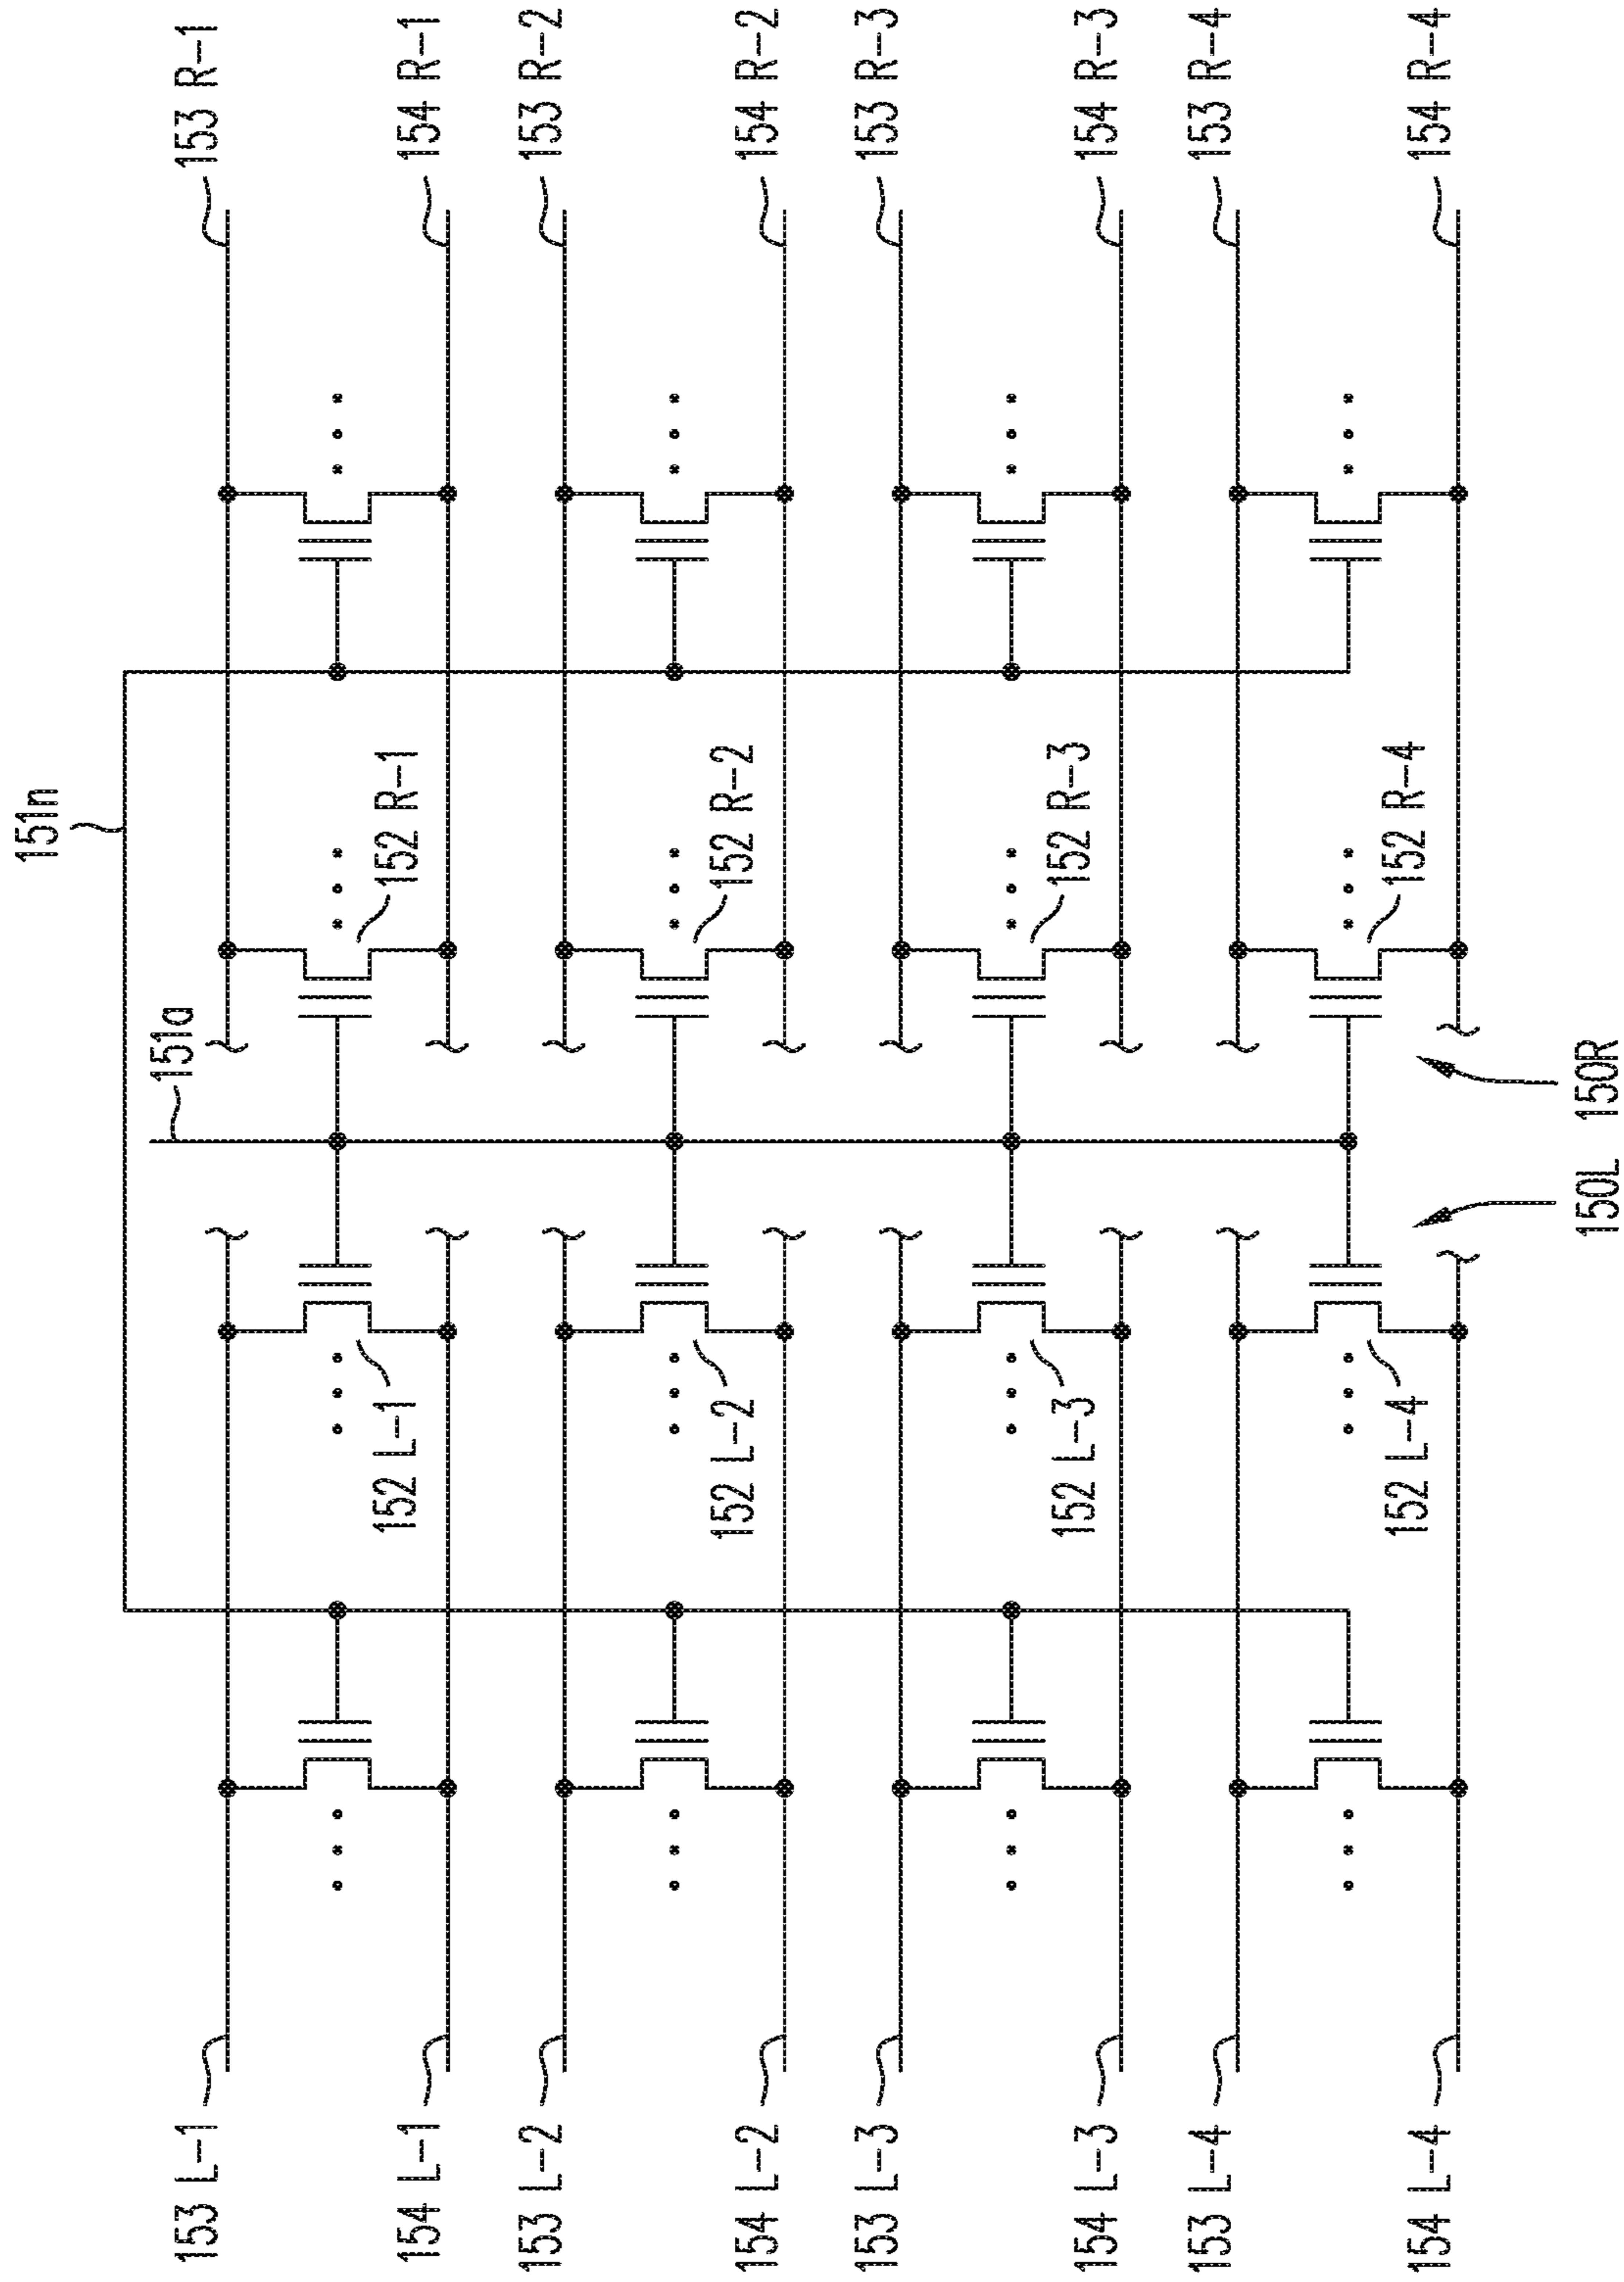 151n
151a
153 L-1
153 R-1
152 L-1
152 R-1
154 L-1
154 R-1
153 L-2
153 R-2
152 L-2
152 R-2
154 L-2
154 R-2
153 L-3
153 R-3
152 L-3
152 R-3
154 L-3
154 R-3
153 L-4
153 R-4
152 L-4
152 R-4
154 L-4
154 R-4
150L
150R